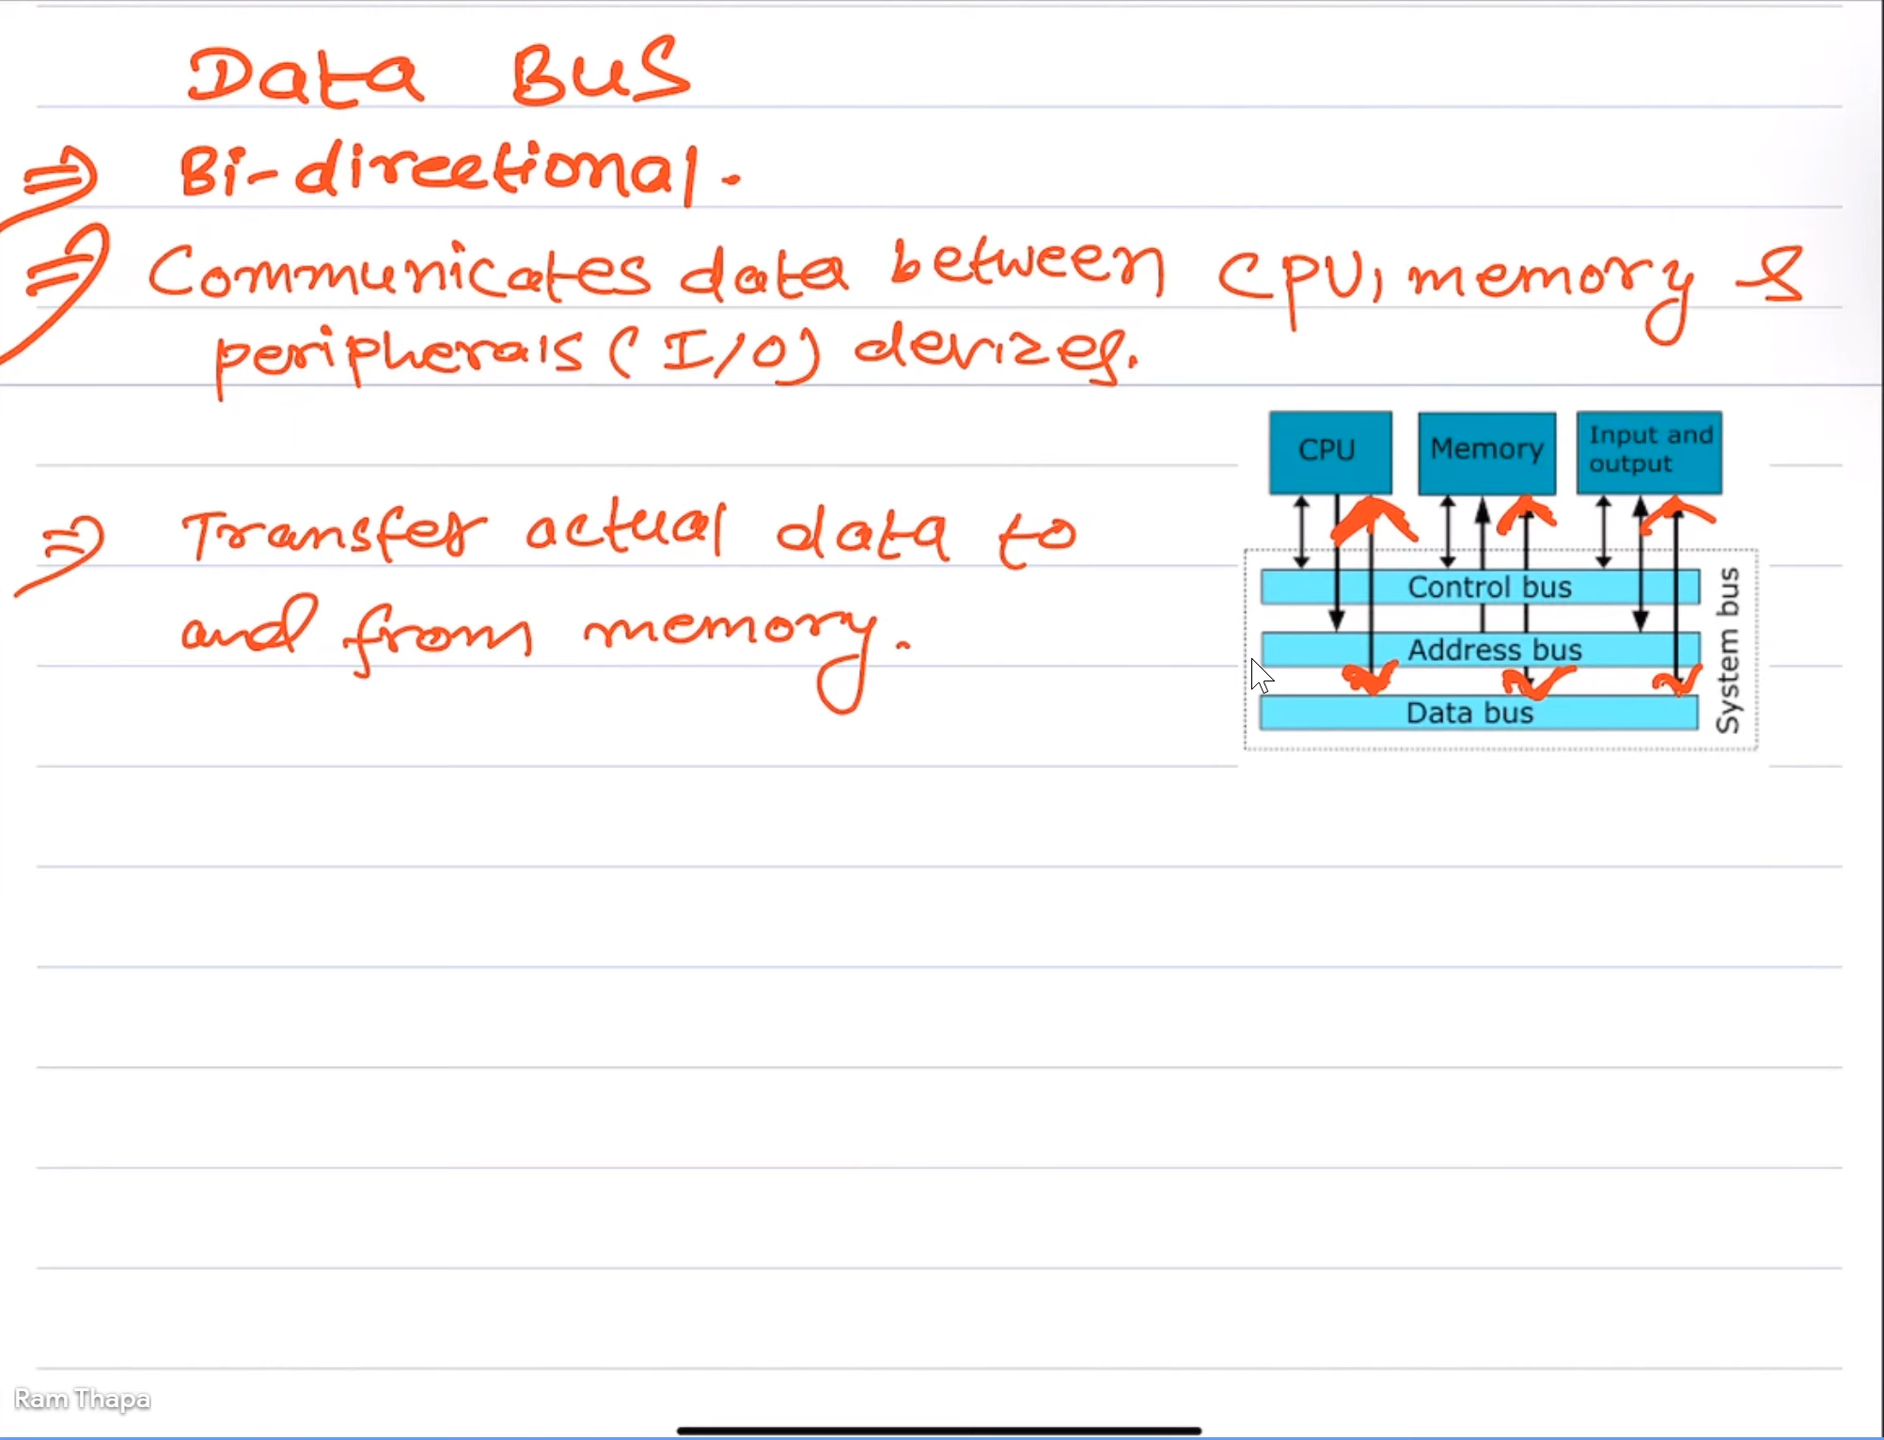 Data Bus
⇒ Bi-directional.
⇒ Communicates data between CPU, memory &
peripherals (I/O) devizes.
⇒ Transfer actual data to
and from memory.
CPU
Memory
Input and
output
Control bus
Address bus
Data bus
System bus
Ram Thapa